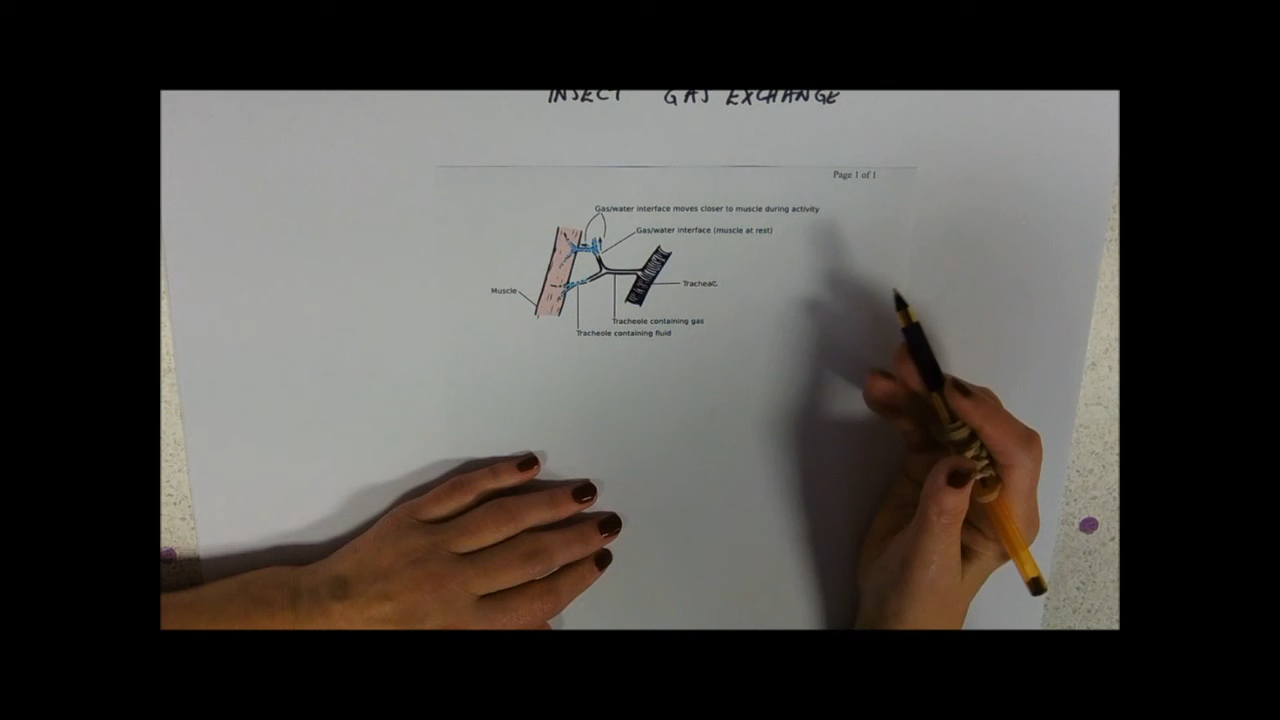 INSECT GAS EXCHANGE
Page 1 of 1
Gas/water interface moves closer to muscle during activity
Gas/water interface (muscle at rest)
Tracheae
Muscle
Tracheole containing gas
Tracheole containing fluid